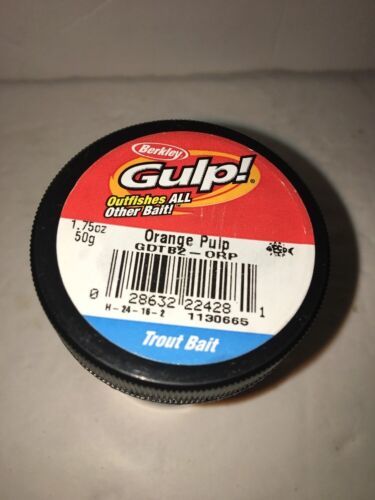 Berkley
Gulp!®
Outfishes ALL
Other Bait!
1.75oz
50g
Orange Pulp
GDTB2-ORP
0 28632 22428 1
H-24-16-2
1130665
Trout Bait